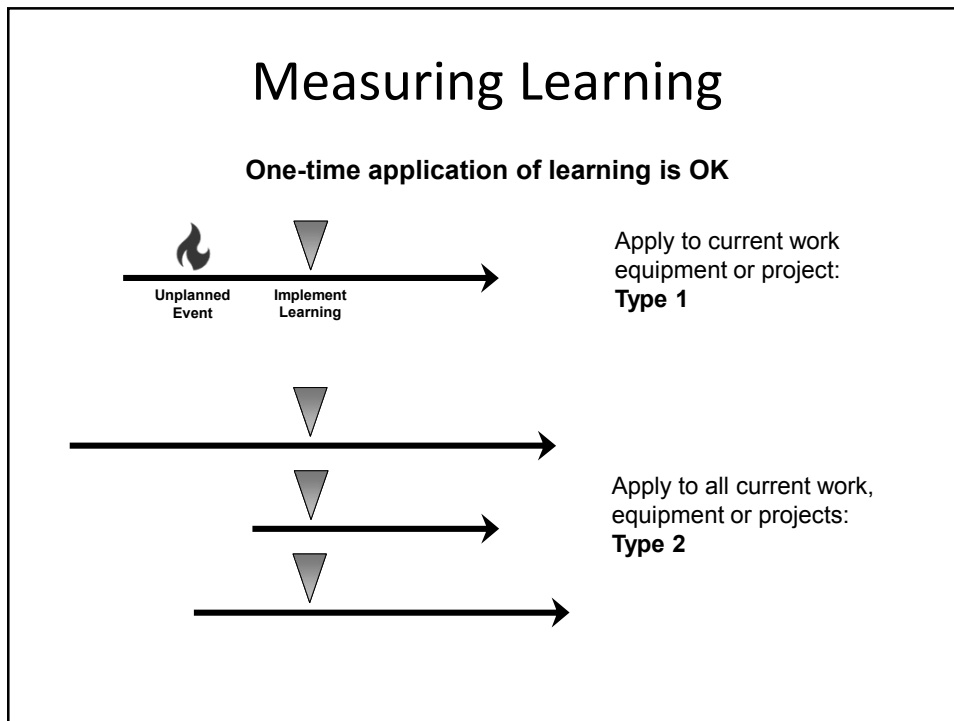 Measuring Learning
One-time application of learning is OK
Unplanned
Event
Implement
Learning
Apply to current work
equipment or project:
Type 1
Apply to all current work,
equipment or projects:
Type 2